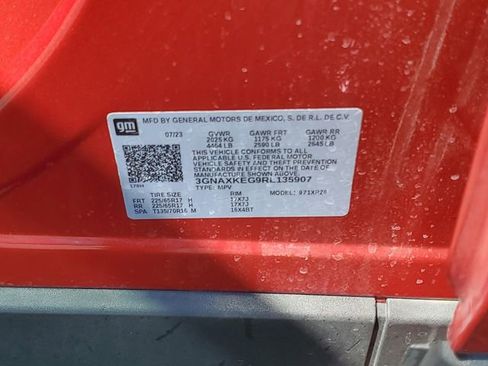 gm
MFD BY GENERAL MOTORS DE MEXICO, S. DE R.L. DE C.V.
07/23 GVWR GAWR FRT GAWR RR
2025 KG 1175 KG 1200 KG
4464 LB 2590 LB 2645 LB
THIS VEHICLE CONFORMS TO ALL
APPLICABLE U.S. FEDERAL MOTOR
VEHICLE SAFETY AND THEFT PREVENTION
STANDARDS IN EFFECT ON THE DATE OF
MANUFACTURE SHOWN ABOVE.
3GNAXKEG9RL135907
TYPE: MPV MODEL:
TIRE SIZE RIM
FRT 225/65R17 H 17X7J
RR 225/65R17 H 17X7J
SPA T135/70R16 M 16X4BT